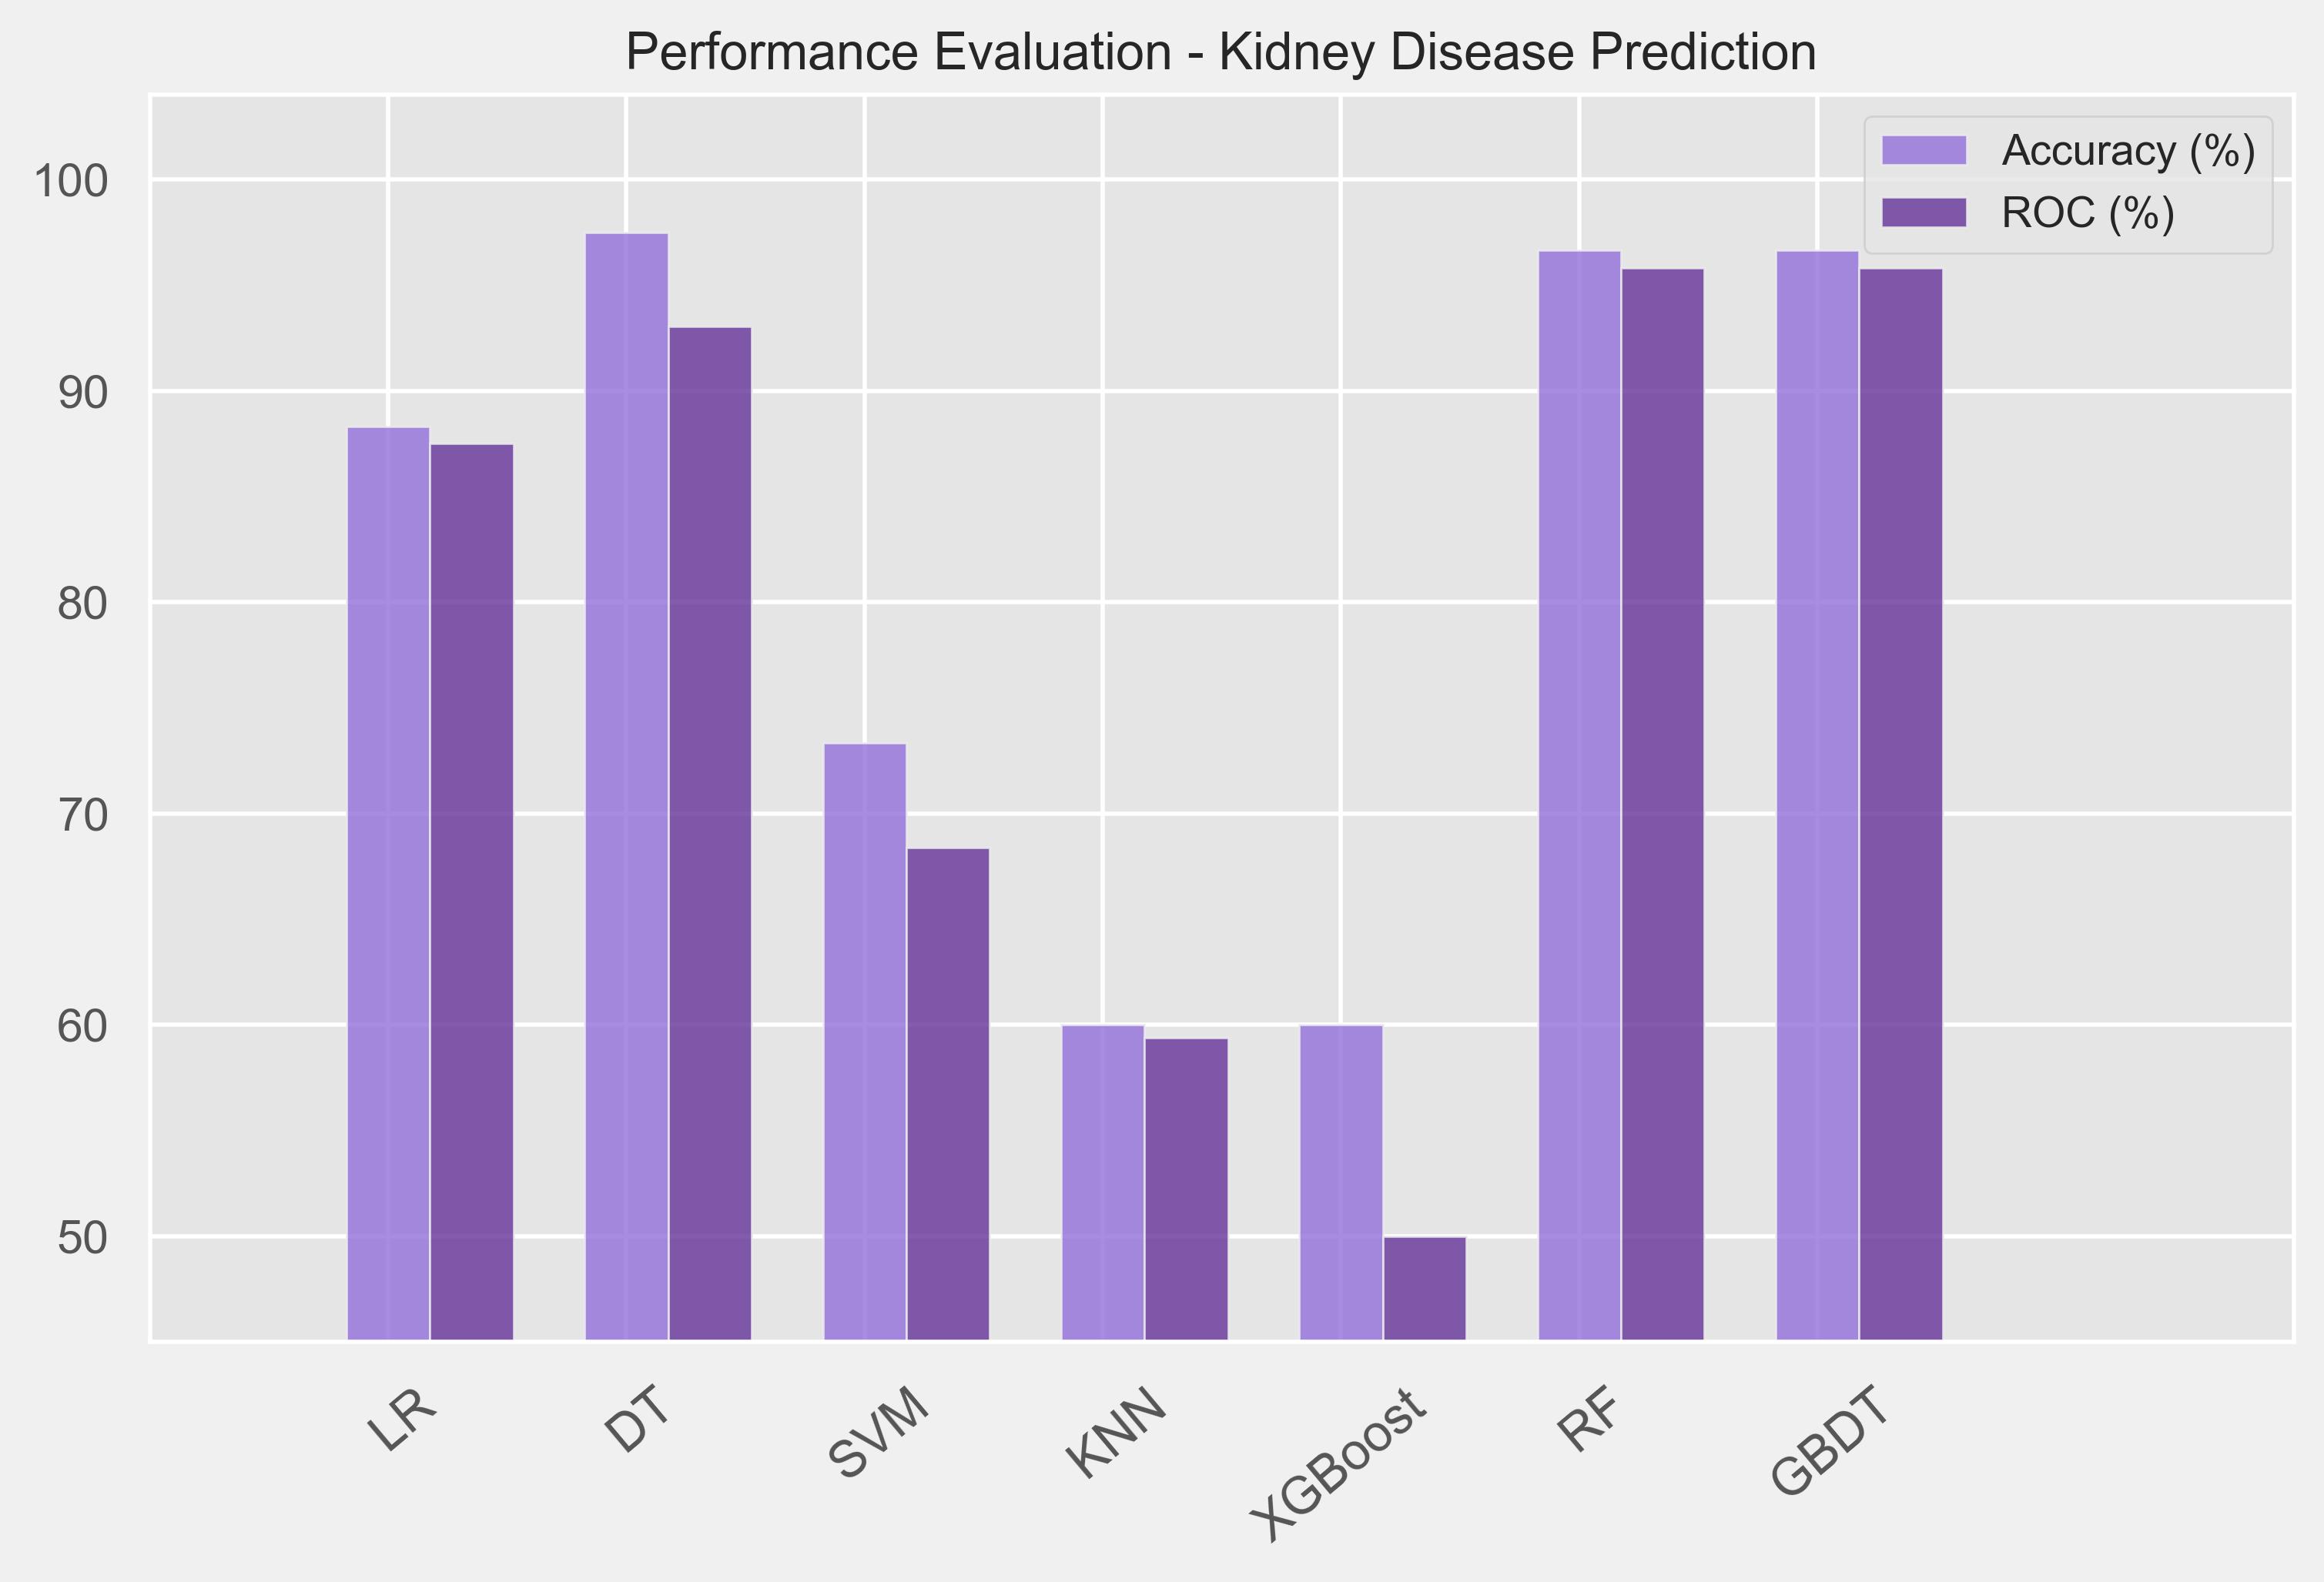 Performance Evaluation - Kidney Disease Prediction
Accuracy (%)
ROC (%)
100
90
80
70
60
50
LR
DT
SVM
KNN
XGBoost
RF
GBDT